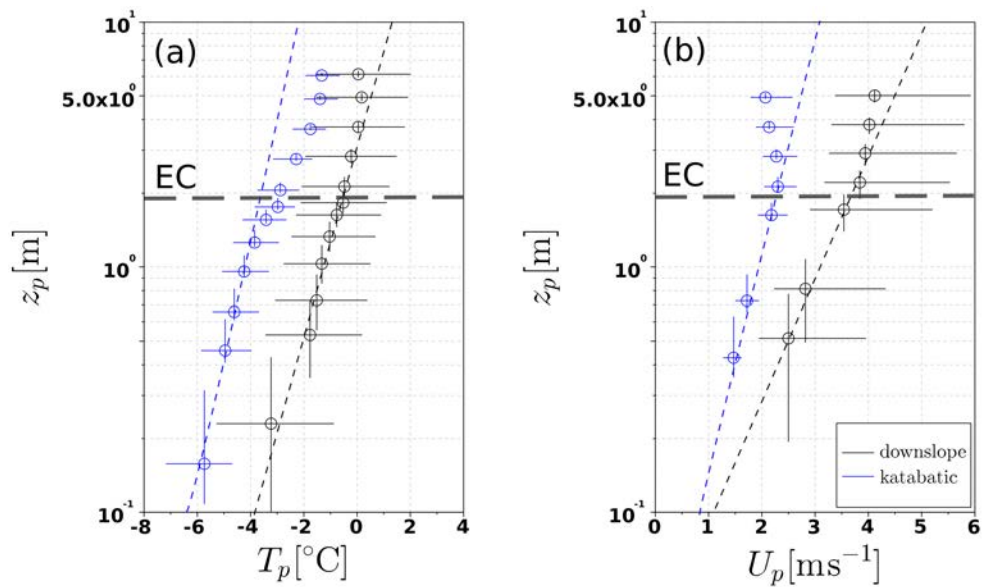 10¹
(a)
5.0x10⁰
EC
10⁰
10⁻¹
z_p[m]
-8 -6 -4 -2 0 2 4
T_p[°C]
10¹
(b)
5.0x10⁰
EC
10⁰
10⁻¹
z_p[m]
downslope
katabatic
0 1 2 3 4 5 6
U_p[ms⁻¹]